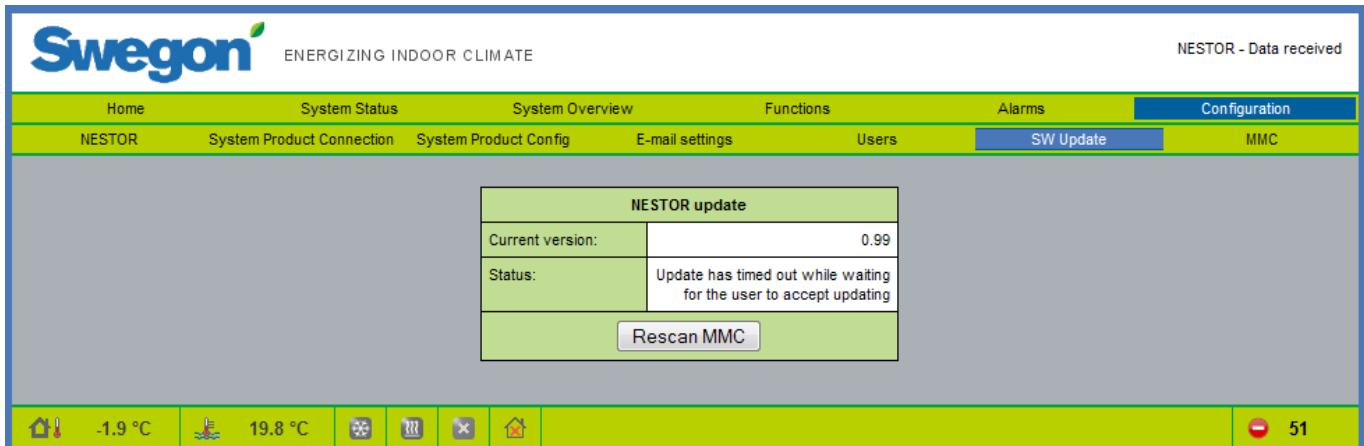 Swegon ENERGIZING INDOOR CLIMATE NESTOR - Data received
Home System Status System Overview Functions Alarms Configuration
NESTOR System Product Connection System Product Config E-mail settings Users SW Update MMC
NESTOR update
Current version: 0.99
Status: Update has timed out while waiting
for the user to accept updating
Rescan MMC
-1.9 °C 19.8 °C 51